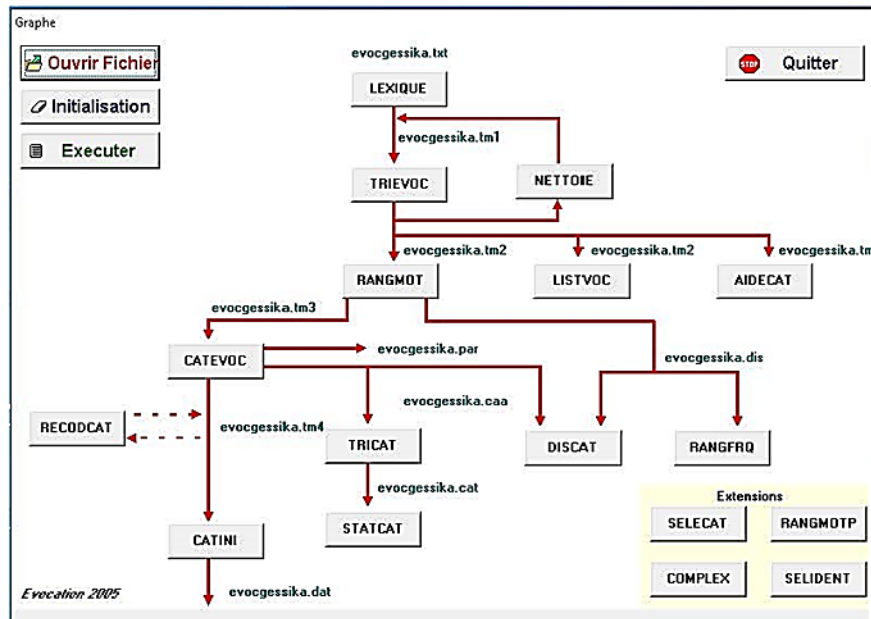 Graphe
evocgessika.txt
Ouvrir Fichier
Quitter
LEXIQUE
Initialisation
evocgessika.tm1
Executer
TRIEVOC
NETTOIE
evocgessika.tm2
evocgessika.tm2
evocgessika.tm
RANGMOT
LISTVOC
AIDECAT
evocgessika.tm3
evocgessika.par
CATEVOC
evocgessika.dis
evocgessika.caa
RECODCAT
evocgessika.tm4
TRICAT
DISCAT
RANGFRQ
evocgessika.cat
Extensions
SELECAT
RANGMOTP
STATCAT
CATINI
COMPLEX
SELIDENT
Evocation 2005
evocgessika.dat